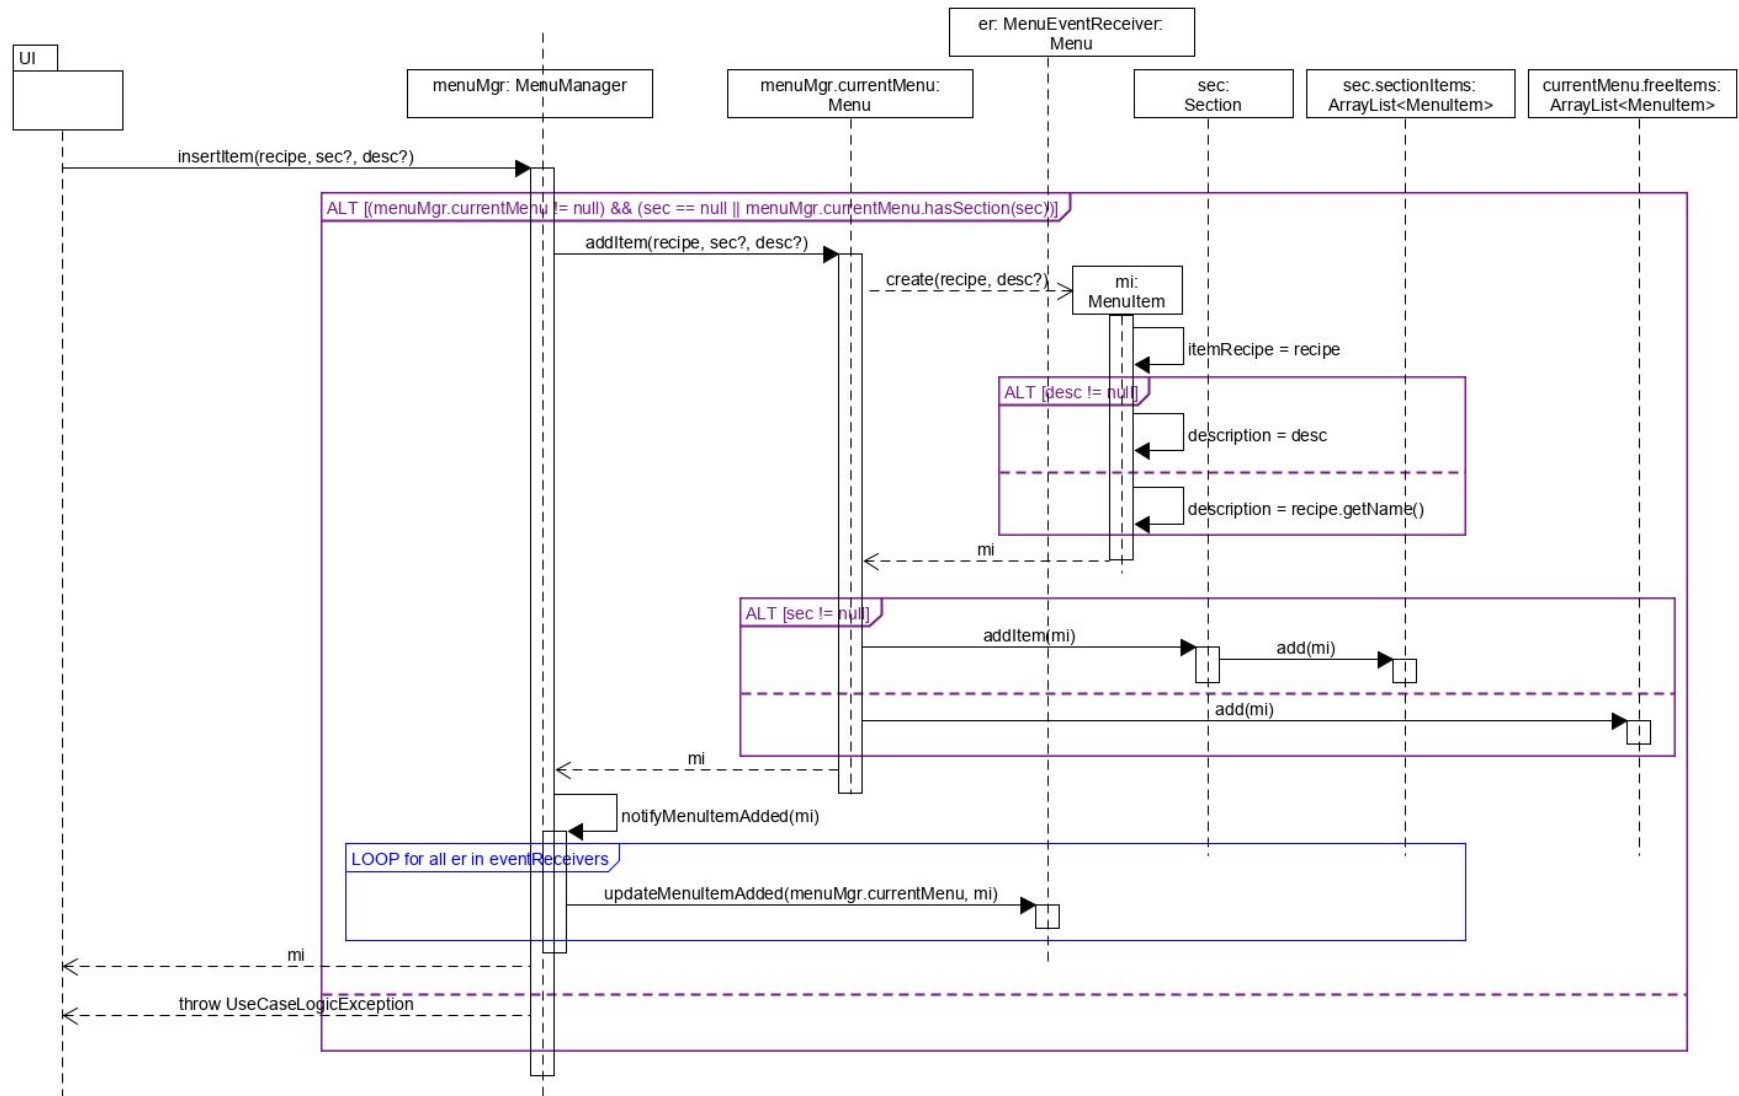 er: MenuEventReceiver:
Menu
UI
menuMgr: MenuManager
menuMgr.currentMenu:
Menu
sec:
Section
sec.sectionItems:
ArrayList<MenuItem>
currentMenu.freeItems:
ArrayList<MenuItem>
insertItem(recipe, sec?, desc?)
ALT [(menuMgr.currentMenu != null) && (sec == null || menuMgr.currentMenu.hasSection(sec))]
addItem(recipe, sec?, desc?)
create(recipe, desc?)
mi:
MenuItem
itemRecipe = recipe
ALT [desc != null]
description = desc
description = recipe.getName()
mi
ALT [sec != null]
addItem(mi)
add(mi)
add(mi)
mi
notifyMenuItemAdded(mi)
LOOP for all er in eventReceivers
updateMenuItemAdded(menuMgr.currentMenu, mi)
mi
throw UseCaseLogicException